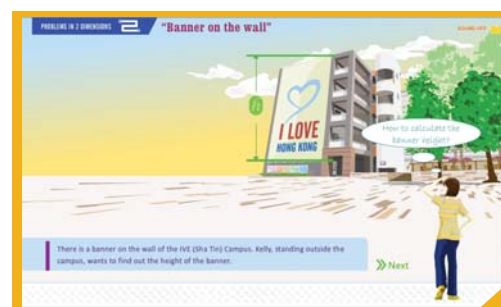 PROBLEMS IN 2 DIMENSIONS
"Banner on the wall"
h
I LOVE
HONG KONG
How to calculate the
banner height?
There is a banner on the wall of the IVE (Sha Tin) Campus. Kelly, standing outside the
campus, wants to find out the height of the banner.
Next